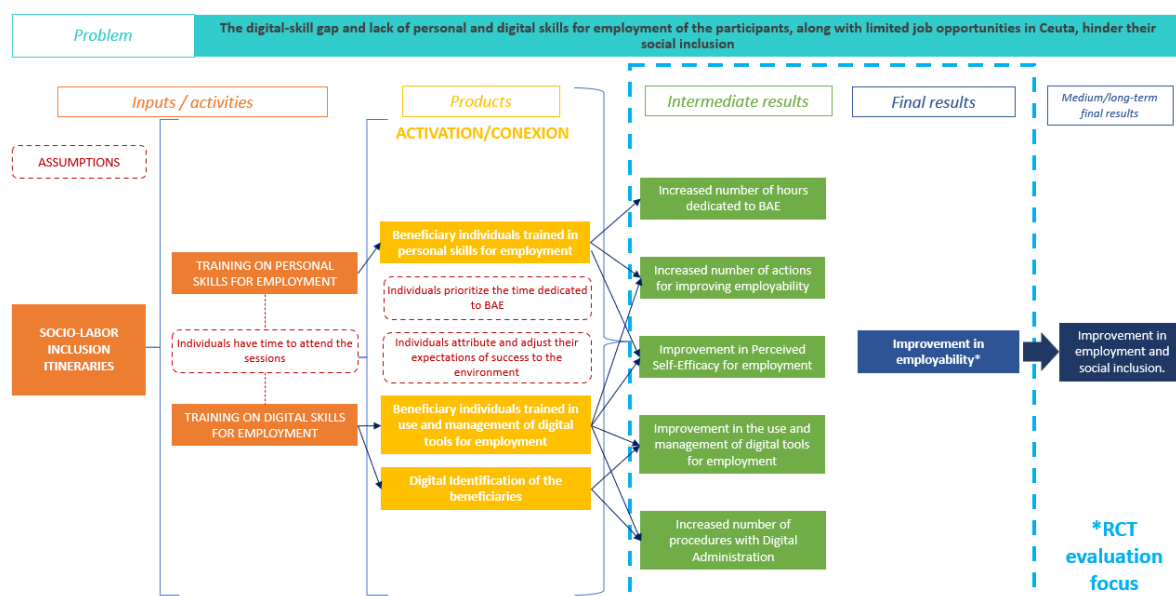 Problem
The digital-skill gap and lack of personal and digital skills for employment of the participants, along with limited job opportunities in Ceuta, hinder their
social inclusion
Inputs / activities
Products
Intermediate results
Final results
Medium/long-term
final results
ACTIVATION/CONEXION
ASSUMPTIONS
SOCIO-LABOR
INCLUSION
ITINERARIES
TRAINING ON PERSONAL
SKILLS FOR EMPLOYMENT
Individuals have time to attend the
sessions
TRAINING ON DIGITAL SKILLS
FOR EMPLOYMENT
Beneficiary individuals trained in
personal skills for employment
Individuals prioritize the time dedicated
to BAE
Individuals attribute and adjust their
expectations of success to the
environment
Beneficiary individuals trained in
use and management of digital
tools for employment
Digital Identification of the
beneficiaries
Increased number of hours
dedicated to BAE
Increased number of actions
for improving employability
Improvement in Perceived
Self-Efficacy for employment
Improvement in the use and
management of digital tools
for employment
Increased number of
procedures with Digital
Administration
Improvement in
employability*
Improvement in
employment and
social inclusion.
*RCT
evaluation
focus